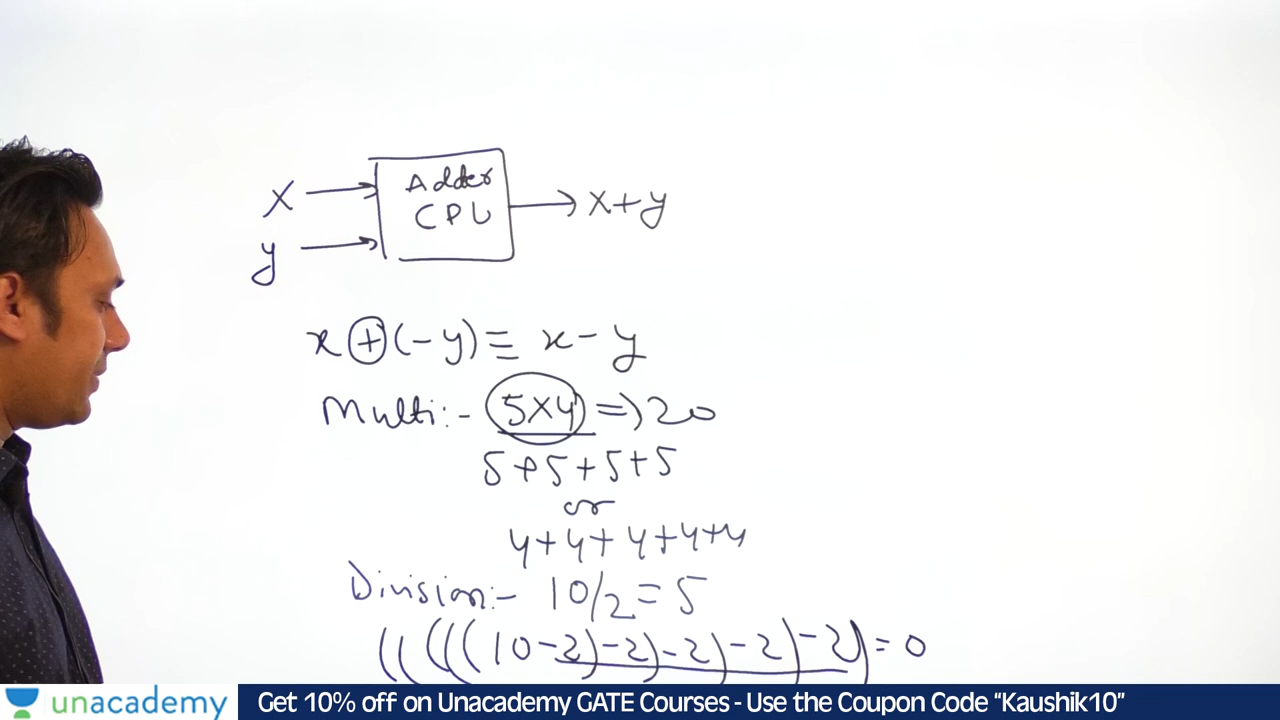 Adder
X
CPU
X+y
y
x+(-y)≡ x-y
Multi:- 5X4 ⇒ 20
5+5+5+5
or
4+4+4+4+4
Division:- 10/2=5
(((((( 10-2)-2)-2)-2)-2)=0
unacademy
Get 10% off on Unacademy GATE Courses - Use the Coupon Code “Kaushik10”